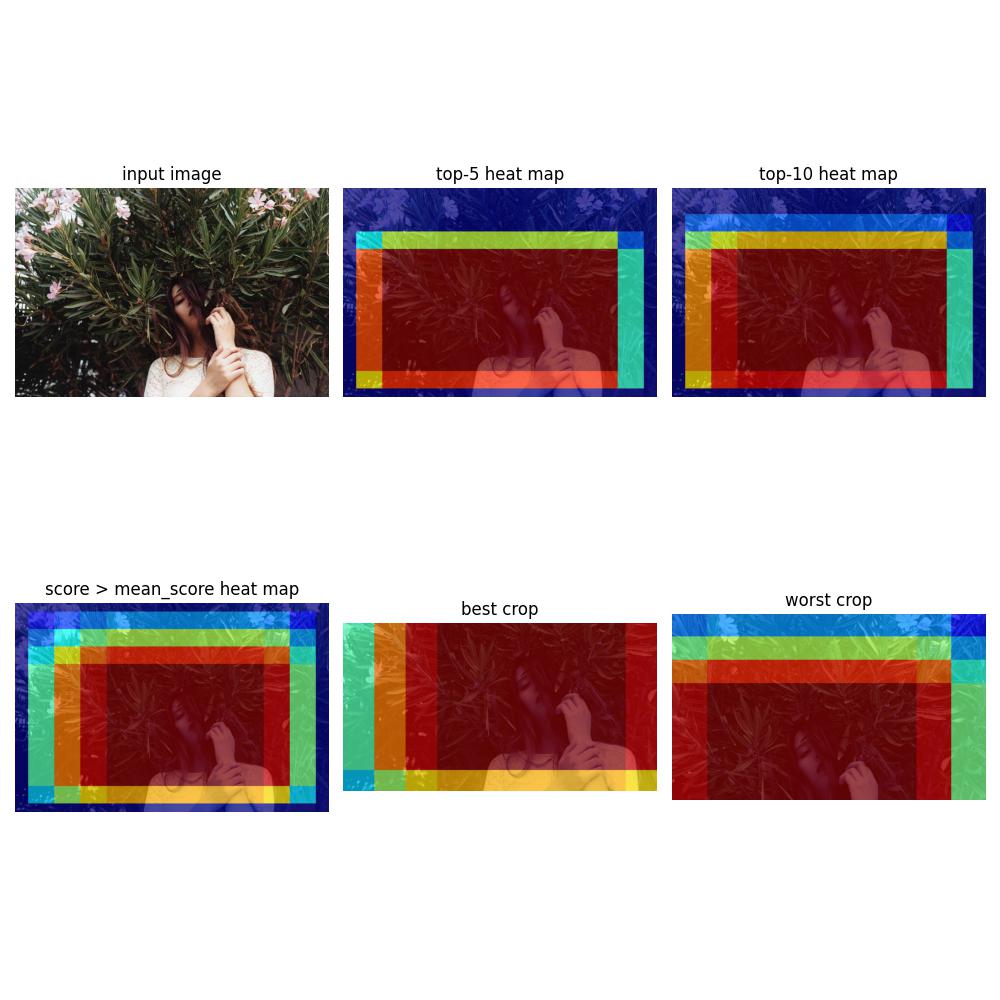 input image
top-5 heat map
top-10 heat map
score > mean_score heat map
best crop
worst crop